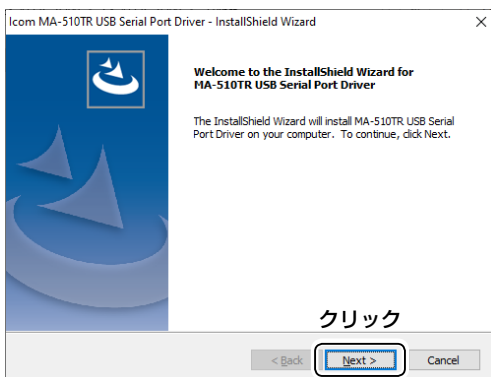 Icom MA-510TR USB Serial Port Driver - InstallShield Wizard
Welcome to the InstallShield Wizard for
MA-510TR USB Serial Port Driver
The InstallShield Wizard will install MA-510TR USB Serial
Port Driver on your computer. To continue, click Next.
クリック
< Back Next > Cancel